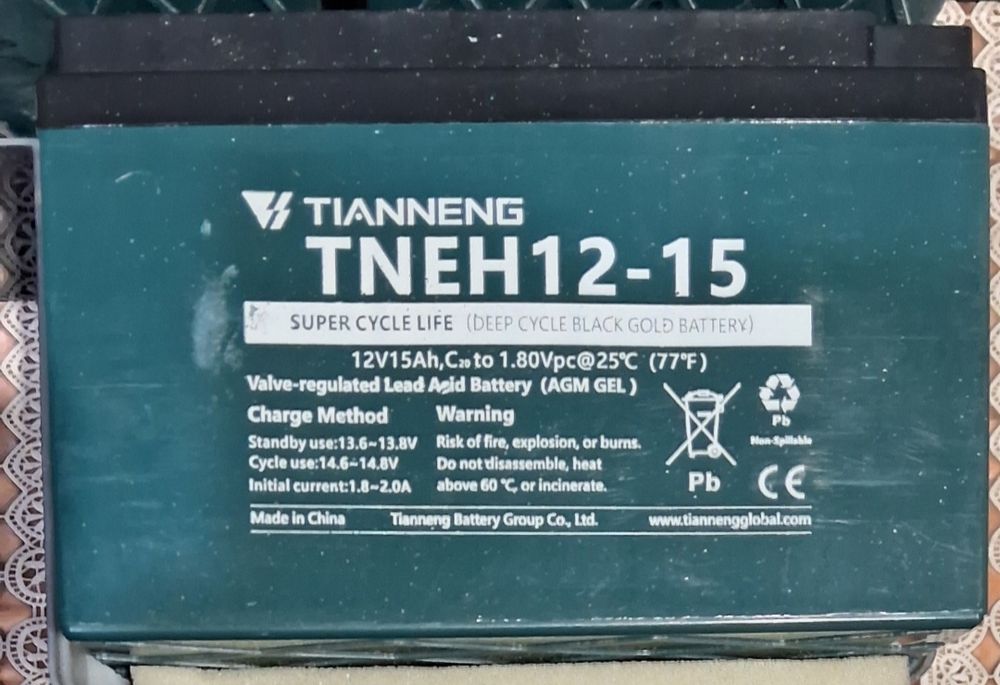 TIANNENG
TNEH12-15
SUPER CYCLE LIFE (DEEP CYCLE BLACK GOLD BATTERY)
12V15Ah,C₂₀ to 1.80Vpc@25℃ (77℉)
Valve-regulated Lead Acid Battery (AGM GEL)
Charge Method
Standby use:13.6~13.8V
Cycle use:14.6~14.8V
Initial current:1.8~2.0A
Warning
Risk of fire, explosion, or burns.
Do not disassemble, heat
above 60 ℃, or incinerate.
Pb
Pb
Non-Spillable
CE
Made in China Tianneng Battery Group Co., Ltd. www.tiannengglobal.com